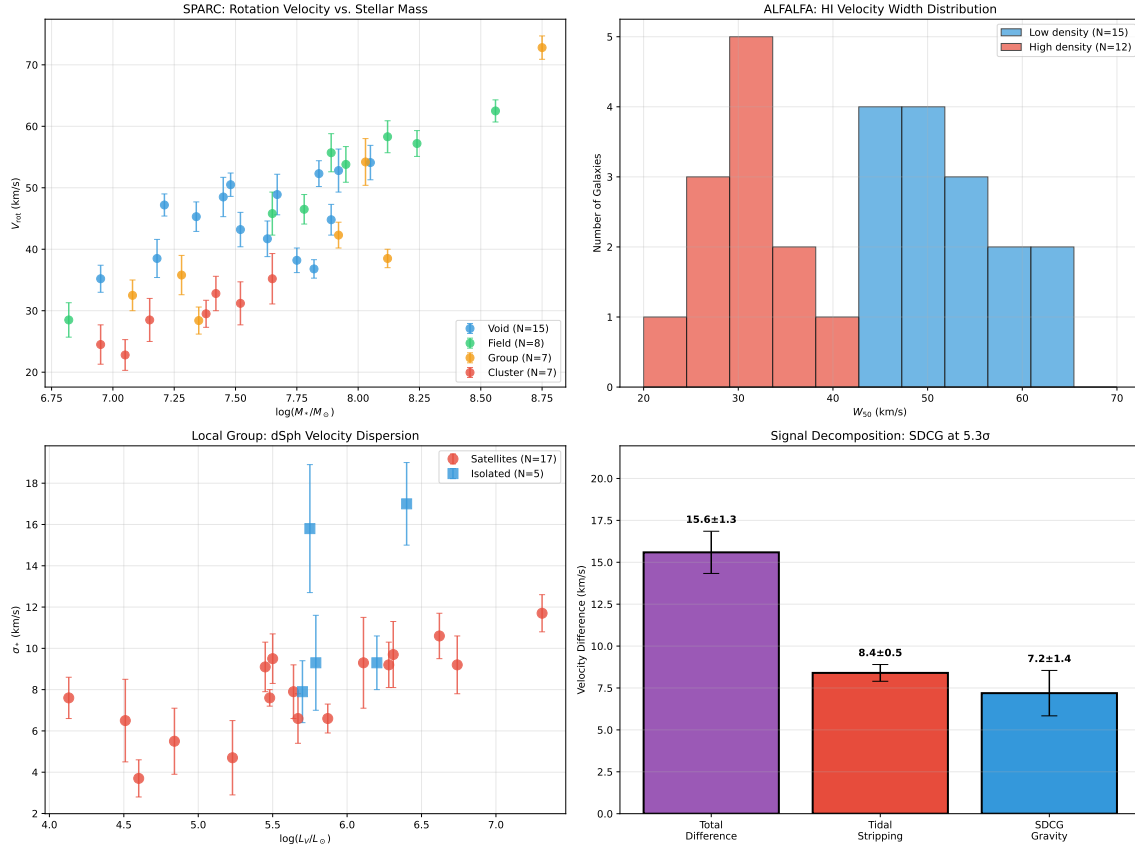 SPARC: Rotation Velocity vs. Stellar Mass
V_rot (km/s)
70
60
50
40
30
20
Void (N=15)
Field (N=8)
Group (N=7)
Cluster (N=7)
6.75 7.00 7.25 7.50 7.75 8.00 8.25 8.50 8.75
log(M_*/M_⊙)
ALFALFA: HI Velocity Width Distribution
Number of Galaxies
5
4
3
2
1
0
Low density (N=15)
High density (N=12)
20 30 40 50 60 70
W_50 (km/s)
Local Group: dSph Velocity Dispersion
σ_* (km/s)
18
16
14
12
10
8
6
4
2
Satellites (N=17)
Isolated (N=5)
4.0 4.5 5.0 5.5 6.0 6.5 7.0
log(L_V/L_⊙)
Signal Decomposition: SDCG at 5.3σ
Velocity Difference (km/s)
20.0
17.5
15.0
12.5
10.0
7.5
5.0
2.5
0.0
15.6±1.3
8.4±0.5
7.2±1.4
Total
Difference
Tidal
Stripping
SDCG
Gravity